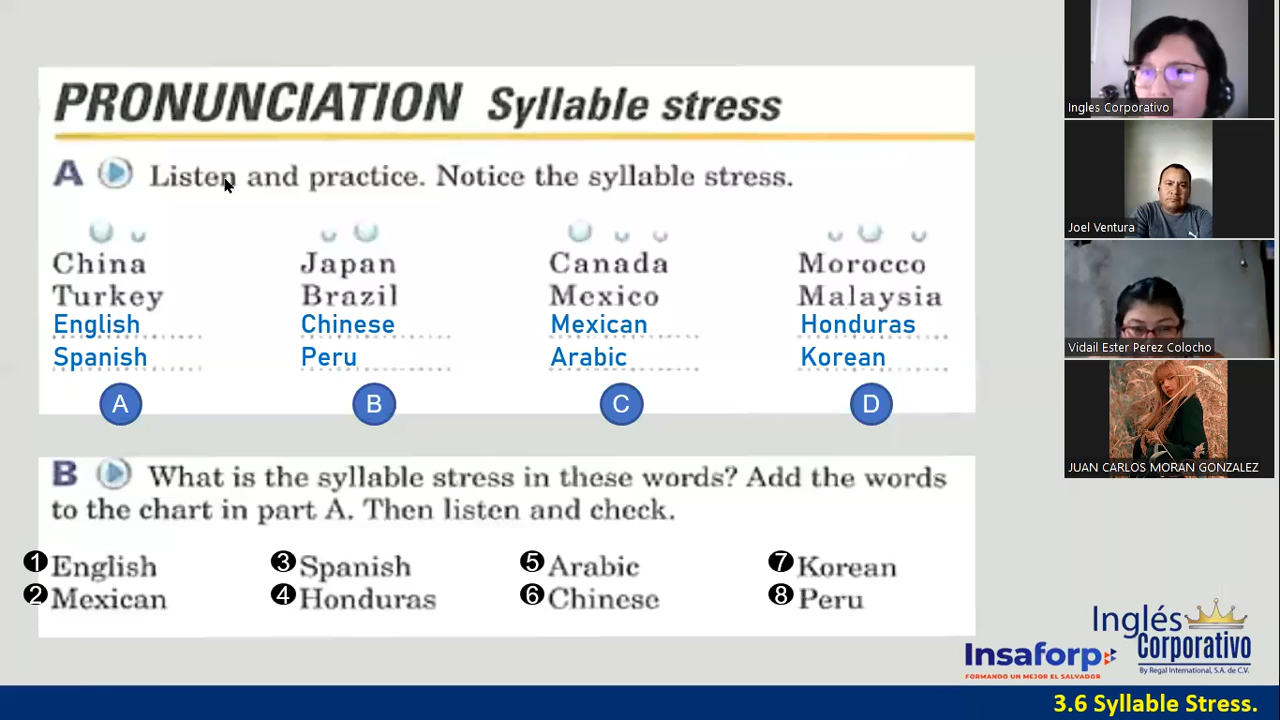 PRONUNCIATION Syllable stress
A Listen and practice. Notice the syllable stress.
China Japan Canada Morocco
Turkey Brazil Mexico Malaysia
English Chinese Mexican Honduras
Spanish Peru Arabic Korean
A B C D
B What is the syllable stress in these words? Add the words
to the chart in part A. Then listen and check.
1 English 3 Spanish 5 Arabic 7 Korean
2 Mexican 4 Honduras 6 Chinese 8 Peru
Ingles Corporativo
Joel Ventura
Vidail Ester Perez Colocho
JUAN CARLOS MORAN GONZALEZ
Insaforp
FORMANDO UN MEJOR EL SALVADOR
Inglés
Corporativo
By Regal International, S.A. de C.V.
3.6 Syllable Stress.